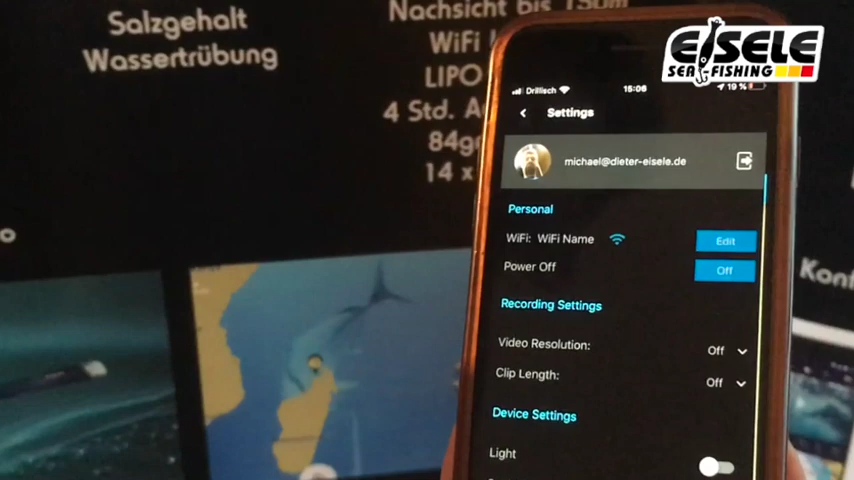 Salzgehalt
Wassertrübung
Nachsicht bis 150m
WiFi
LIPO
4 Std.
14 x
EISELE
SEA-FISHING
Drillisch
15:06
19 %
Settings
michael@dieter-eisele.de
Personal
WiFi: WiFi Name
Edit
Power Off
Off
Recording Settings
Video Resolution:
Off
Clip Length:
Off
Device Settings
Light